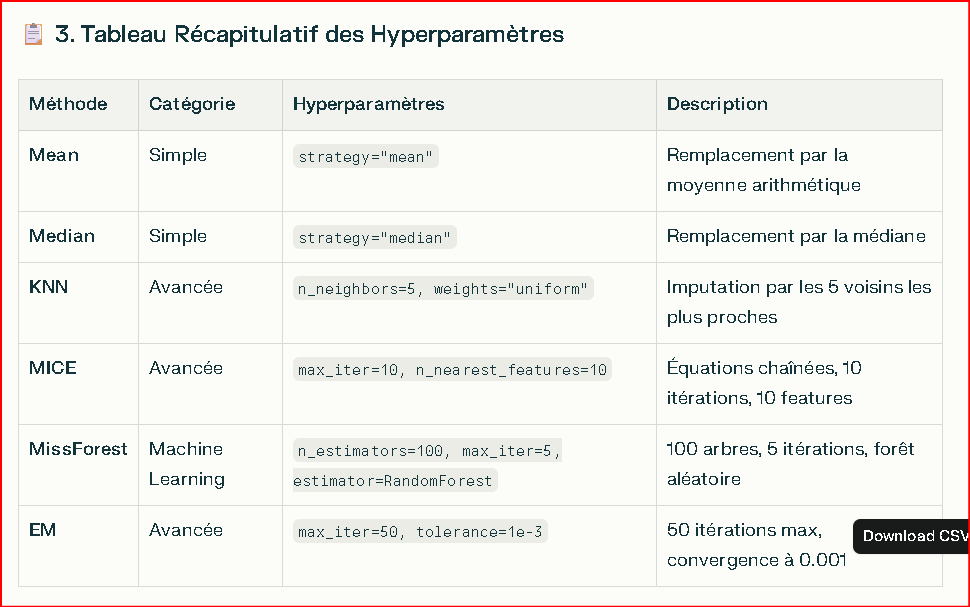 📋 3. Tableau Récapitulatif des Hyperparamètres
Méthode Catégorie Hyperparamètres Description
Mean Simple strategy="mean" Remplacement par la
moyenne arithmétique
Median Simple strategy="median" Remplacement par la médiane
KNN Avancée n_neighbors=5, weights="uniform" Imputation par les 5 voisins les
plus proches
MICE Avancée max_iter=10, n_nearest_features=10 Équations chaînées, 10
itérations, 10 features
MissForest Machine n_estimators=100, max_iter=5, 100 arbres, 5 itérations, forêt
Learning estimator=RandomForest aléatoire
EM Avancée max_iter=50, tolerance=1e-3 50 itérations max,
Download CSV
convergence à 0.001